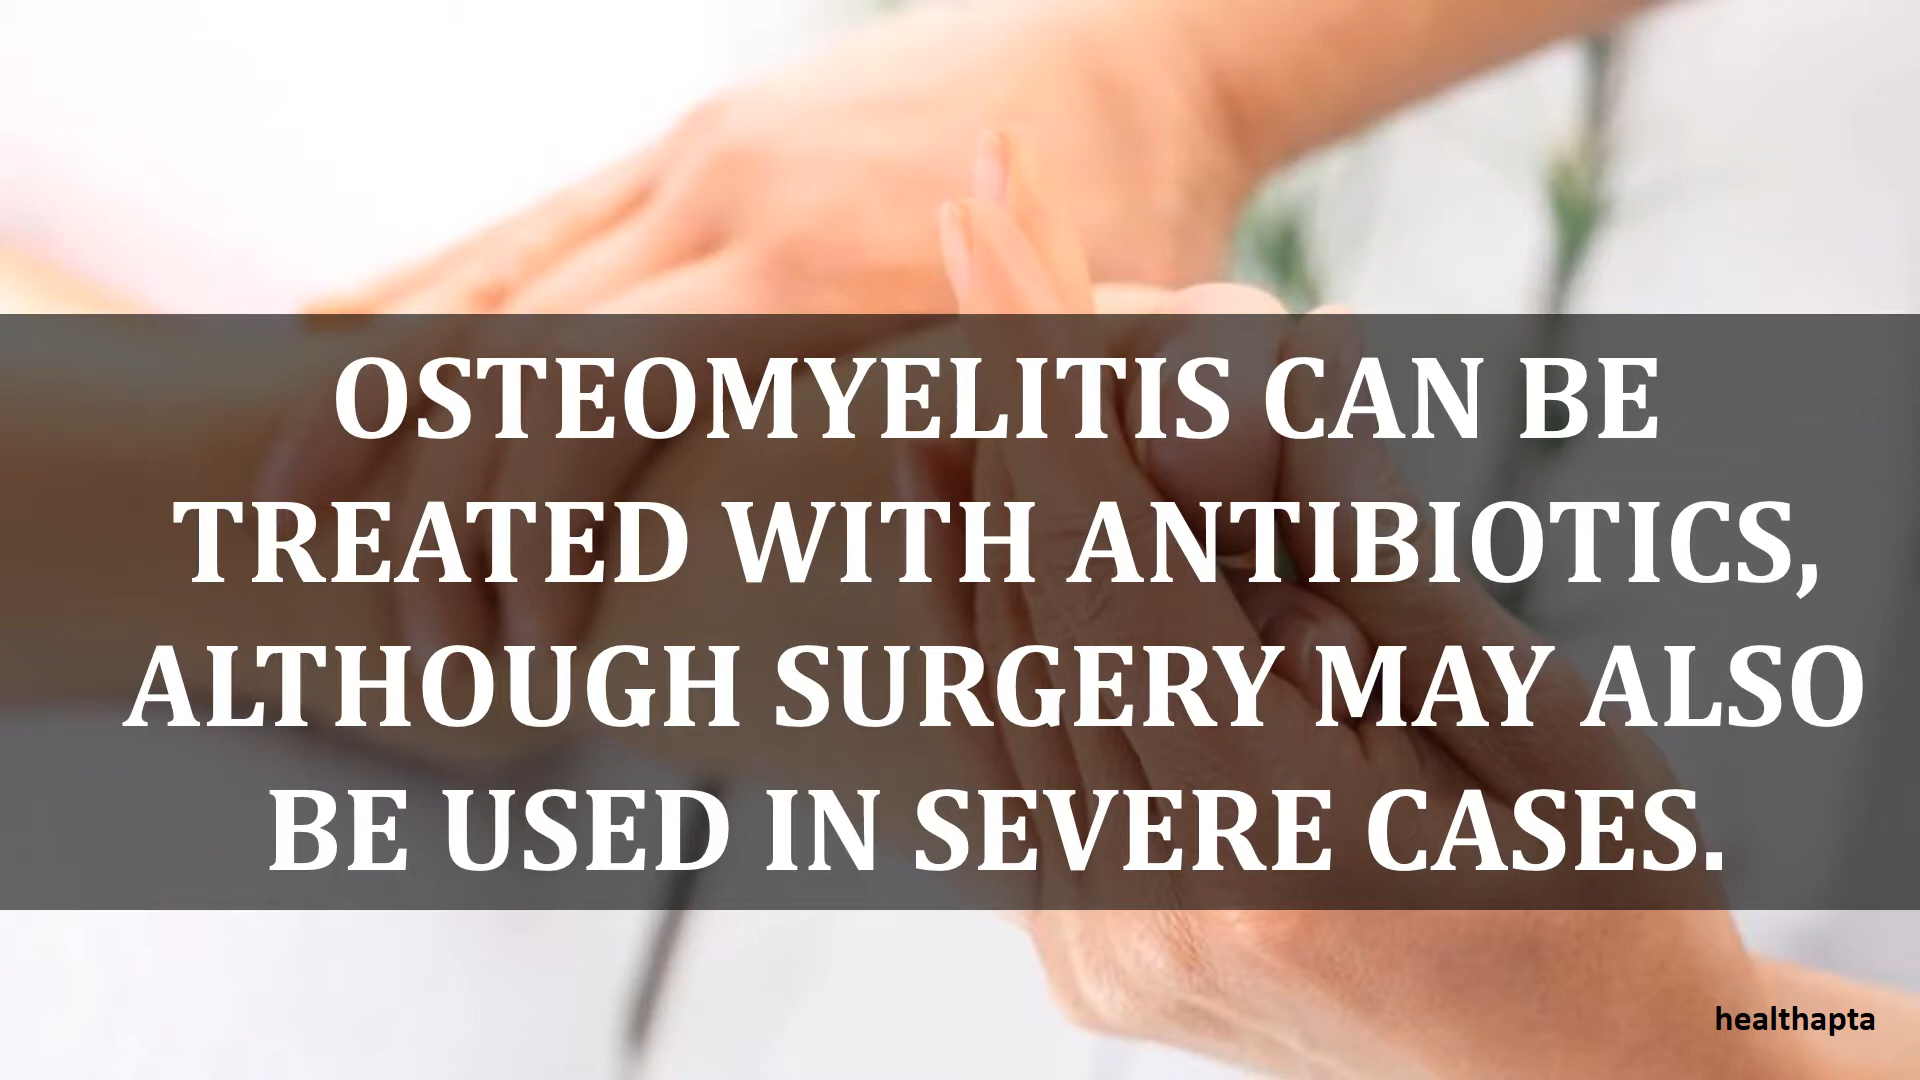 OSTEOMYELITIS CAN BE
TREATED WITH ANTIBIOTICS,
ALTHOUGH SURGERY MAY ALSO
BE USED IN SEVERE CASES.
healthapta